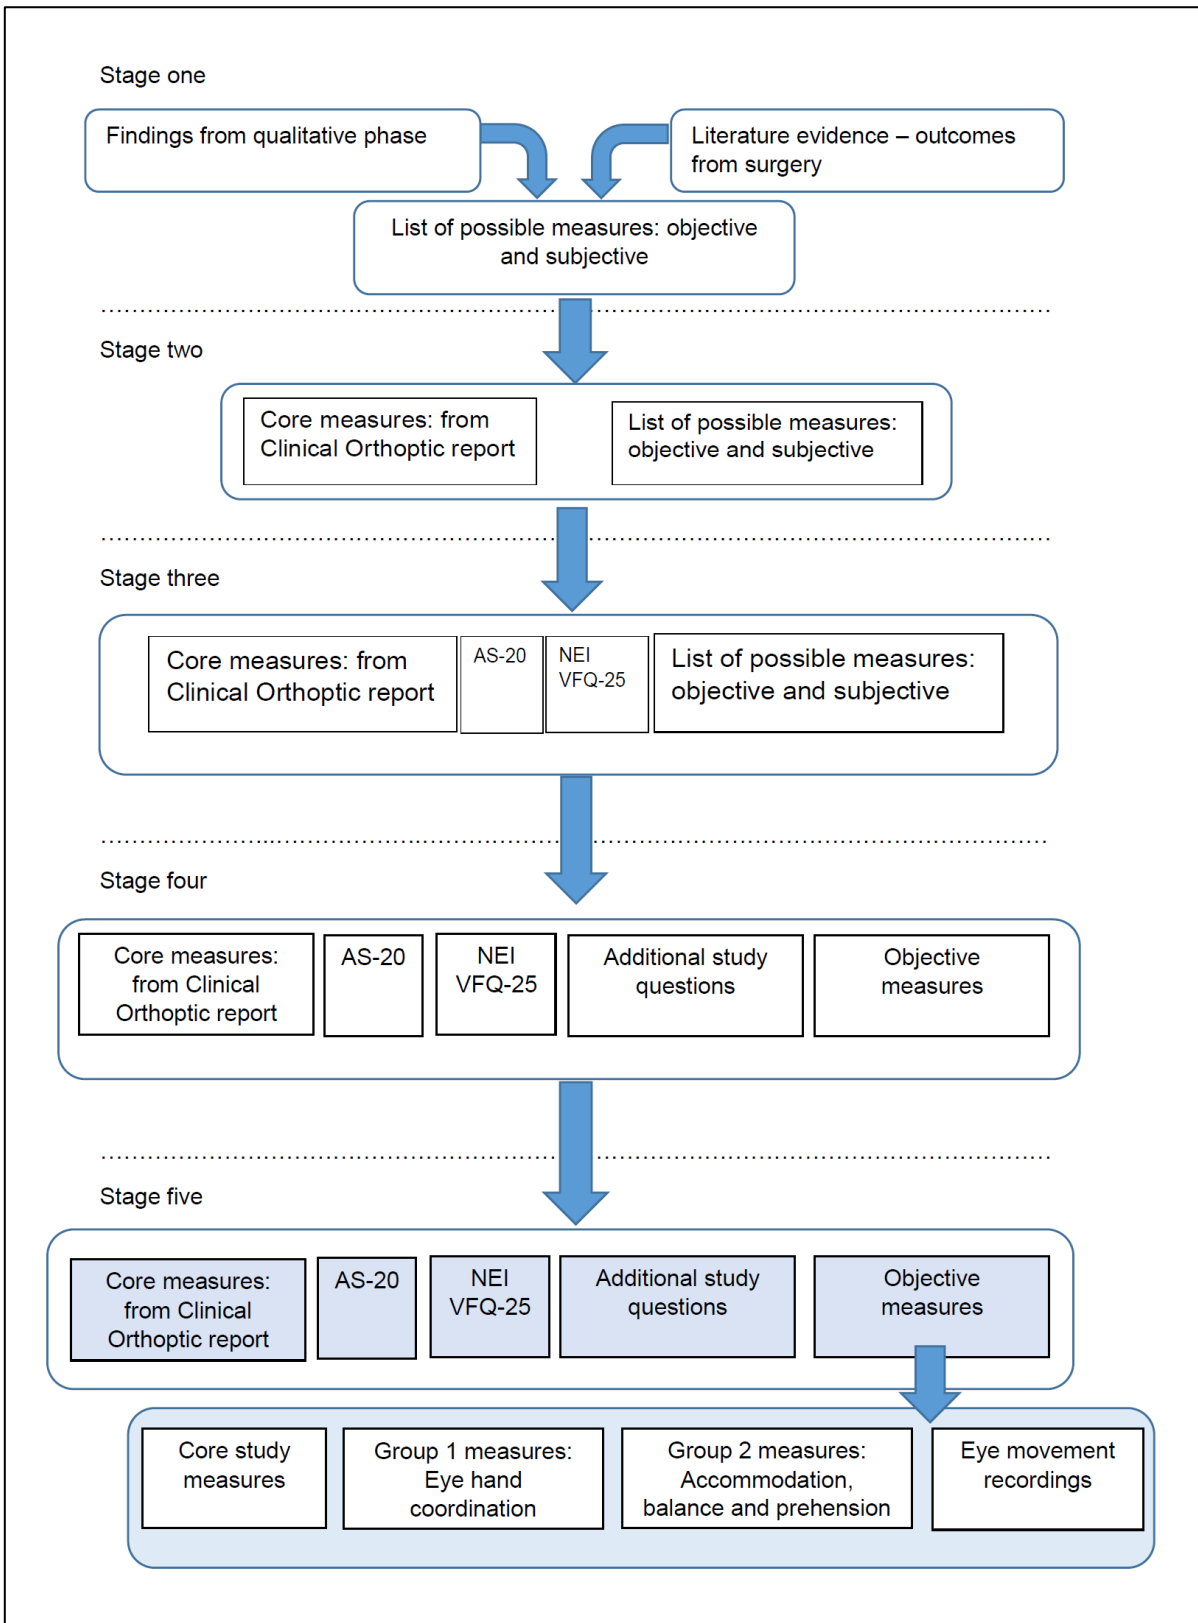 Stage one
Findings from qualitative phase
Literature evidence – outcomes
from surgery
List of possible measures: objective
and subjective
Stage two
Core measures: from
Clinical Orthoptic report
List of possible measures:
objective and subjective
Stage three
Core measures: from
Clinical Orthoptic report
AS-20
NEI
VFQ-25
List of possible measures:
objective and subjective
Stage four
Core measures:
from Clinical
Orthoptic report
AS-20
NEI
VFQ-25
Additional study
questions
Objective
measures
Stage five
Core measures:
from Clinical
Orthoptic report
AS-20
NEI
VFQ-25
Additional study
questions
Objective
measures
Core study
measures
Group 1 measures:
Eye hand
coordination
Group 2 measures:
Accommodation,
balance and prehension
Eye movement
recordings